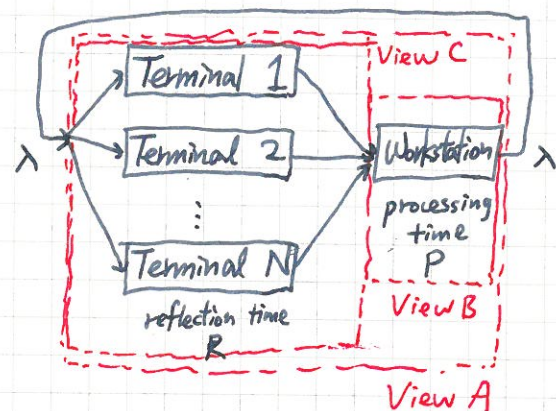 View C
Terminal 1
λ
Terminal 2
Workstation
λ
⋮
processing
time
P
Terminal N
reflection time
R
View B
View A